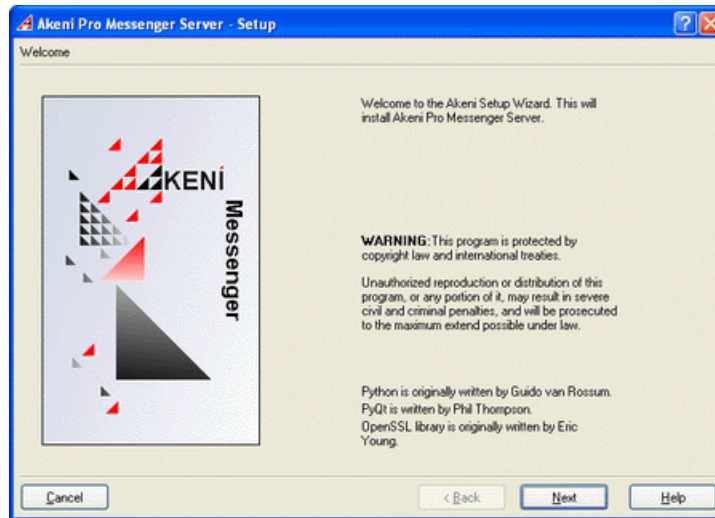 Akeni Pro Messenger Server - Setup
Welcome
AKENI
Messenger
Welcome to the Akeni Setup Wizard. This will
install Akeni Pro Messenger Server.
WARNING: This program is protected by
copyright law and international treaties.
Unauthorized reproduction or distribution of this
program, or any portion of it, may result in severe
civil and criminal penalties, and will be prosecuted
to the maximum extend possible under law.
Python is originally written by Guido van Rossum.
PyQt is written by Phil Thompson.
OpenSSL library is originally written by Eric
Young.
Cancel
< Back
Next
Help